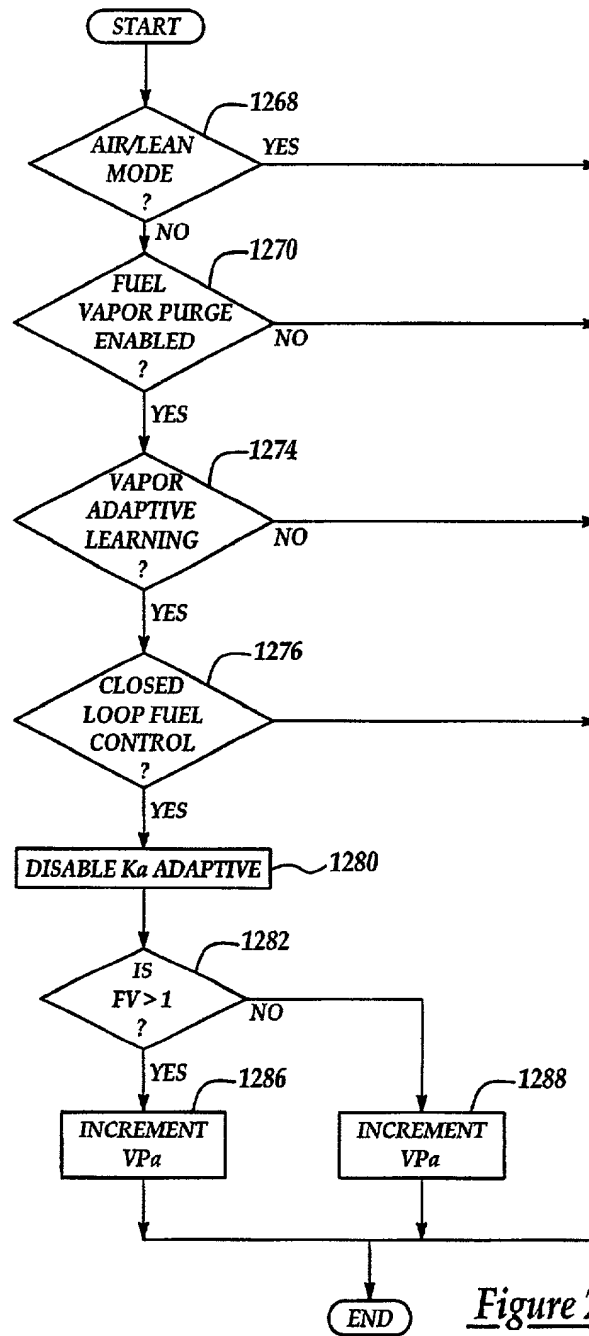 START
1268
AIR/LEAN
MODE
?
YES
NO
1270
FUEL
VAPOR PURGE
ENABLED
?
NO
YES
1274
VAPOR
ADAPTIVE
LEARNING
?
NO
YES
1276
CLOSED
LOOP FUEL
CONTROL
?
YES
DISABLE Ka ADAPTIVE
1280
1282
IS
FV > 1
?
NO
YES
1286
INCREMENT
VPa
1288
INCREMENT
VPa
END
Figure